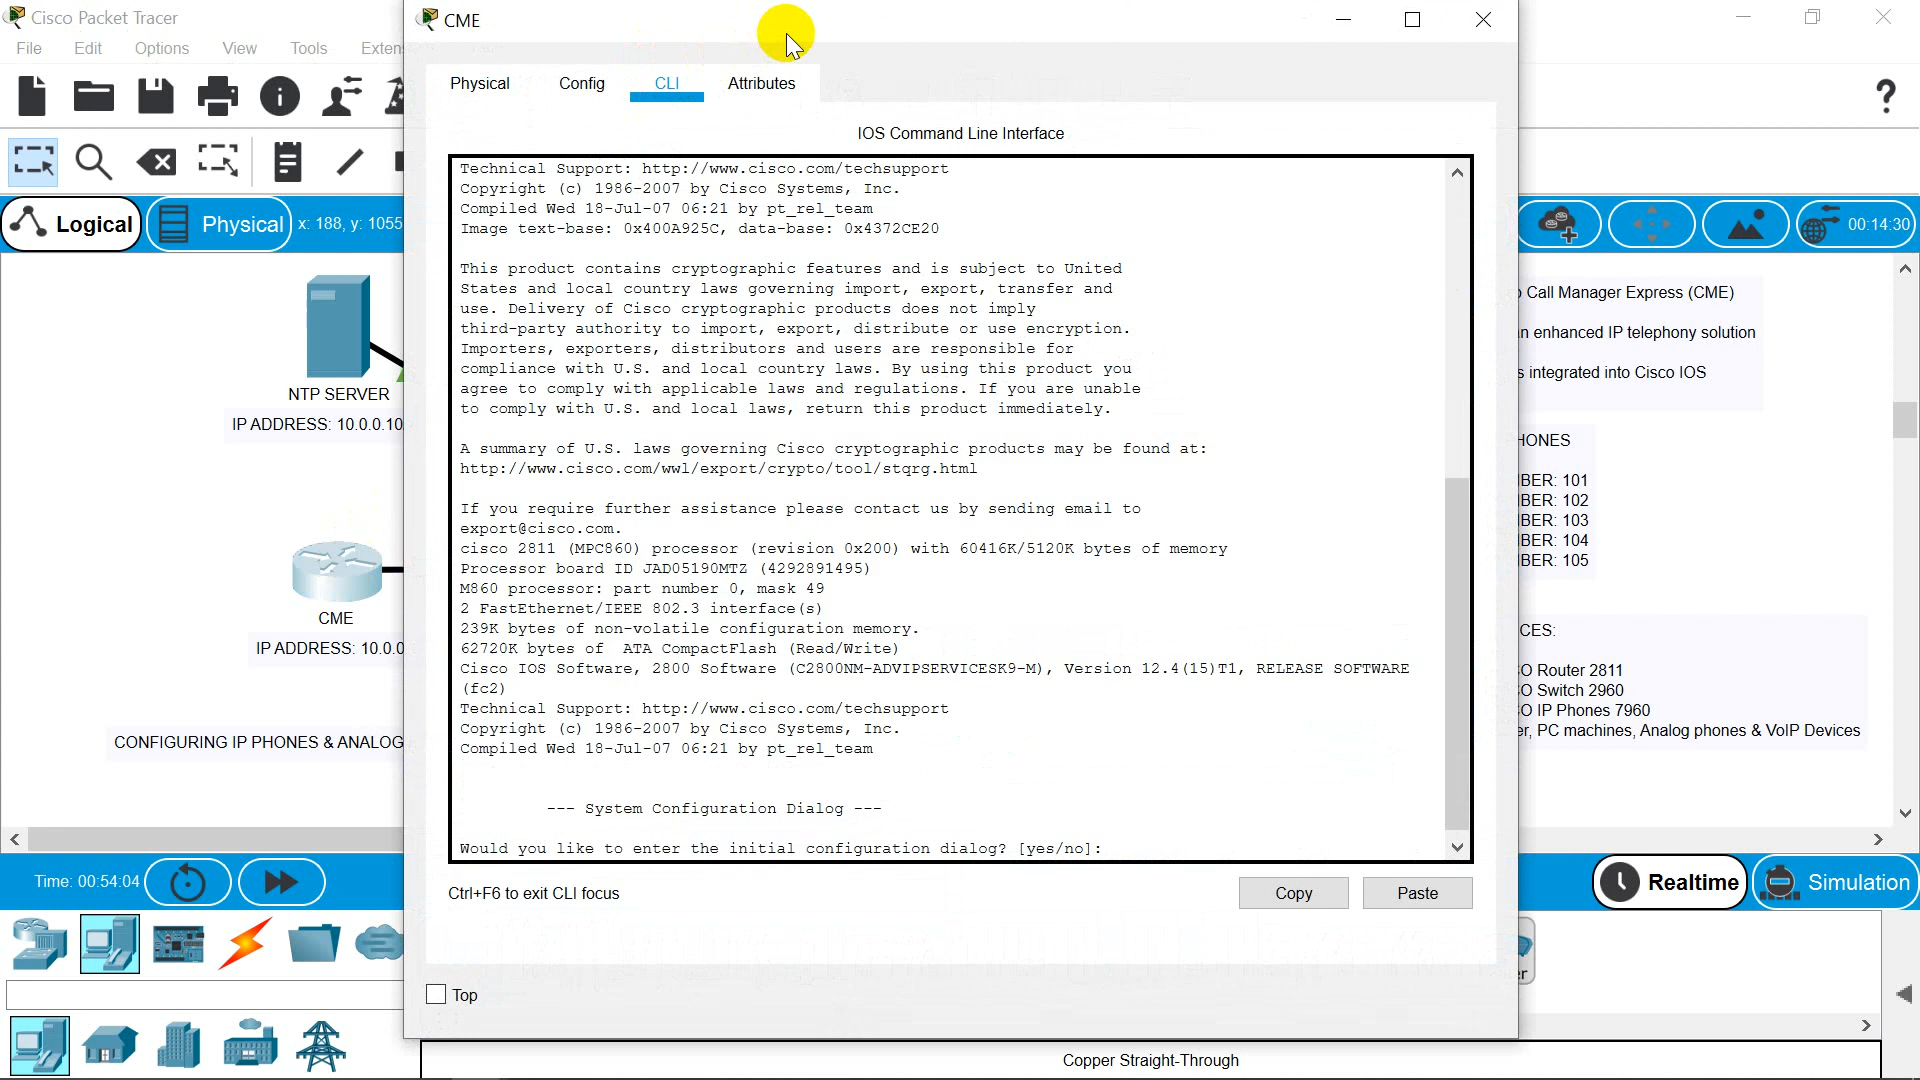 Cisco Packet Tracer
File Edit Options View Tools Exten
Logical
Physical
x: 188, y: 1055
NTP SERVER
IP ADDRESS: 10.0.0.10
CME
IP ADDRESS: 10.0.0
CONFIGURING IP PHONES & ANALOG
Time: 00:54:04
CME
Physical Config CLI Attributes
IOS Command Line Interface
Technical Support: http://www.cisco.com/techsupport
Copyright (c) 1986-2007 by Cisco Systems, Inc.
Compiled Wed 18-Jul-07 06:21 by pt_rel_team
Image text-base: 0x400A925C, data-base: 0x4372CE20
This product contains cryptographic features and is subject to United
States and local country laws governing import, export, transfer and
use. Delivery of Cisco cryptographic products does not imply
third-party authority to import, export, distribute or use encryption.
Importers, exporters, distributors and users are responsible for
compliance with U.S. and local country laws. By using this product you
agree to comply with applicable laws and regulations. If you are unable
to comply with U.S. and local laws, return this product immediately.
A summary of U.S. laws governing Cisco cryptographic products may be found at:
http://www.cisco.com/wwl/export/crypto/tool/stqrg.html
If you require further assistance please contact us by sending email to
export@cisco.com.
cisco 2811 (MPC860) processor (revision 0x200) with 60416K/5120K bytes of memory
Processor board ID JAD05190MTZ (4292891495)
M860 processor: part number 0, mask 49
2 FastEthernet/IEEE 802.3 interface(s)
239K bytes of non-volatile configuration memory.
62720K bytes of ATA CompactFlash (Read/Write)
Cisco IOS Software, 2800 Software (C2800NM-ADVIPSERVICESK9-M), Version 12.4(15)T1, RELEASE SOFTWARE
(fc2)
Technical Support: http://www.cisco.com/techsupport
Copyright (c) 1986-2007 by Cisco Systems, Inc.
Compiled Wed 18-Jul-07 06:21 by pt_rel_team
--- System Configuration Dialog ---
Would you like to enter the initial configuration dialog? [yes/no]:
Ctrl+F6 to exit CLI focus
Copy
Paste
Top
00:14:30
Call Manager Express (CME)
n enhanced IP telephony solution
s integrated into Cisco IOS
HONES
BER: 101
BER: 102
BER: 103
BER: 104
BER: 105
CES:
O Router 2811
O Switch 2960
O IP Phones 7960
er, PC machines, Analog phones & VoIP Devices
Realtime
Simulation
er
Copper Straight-Through